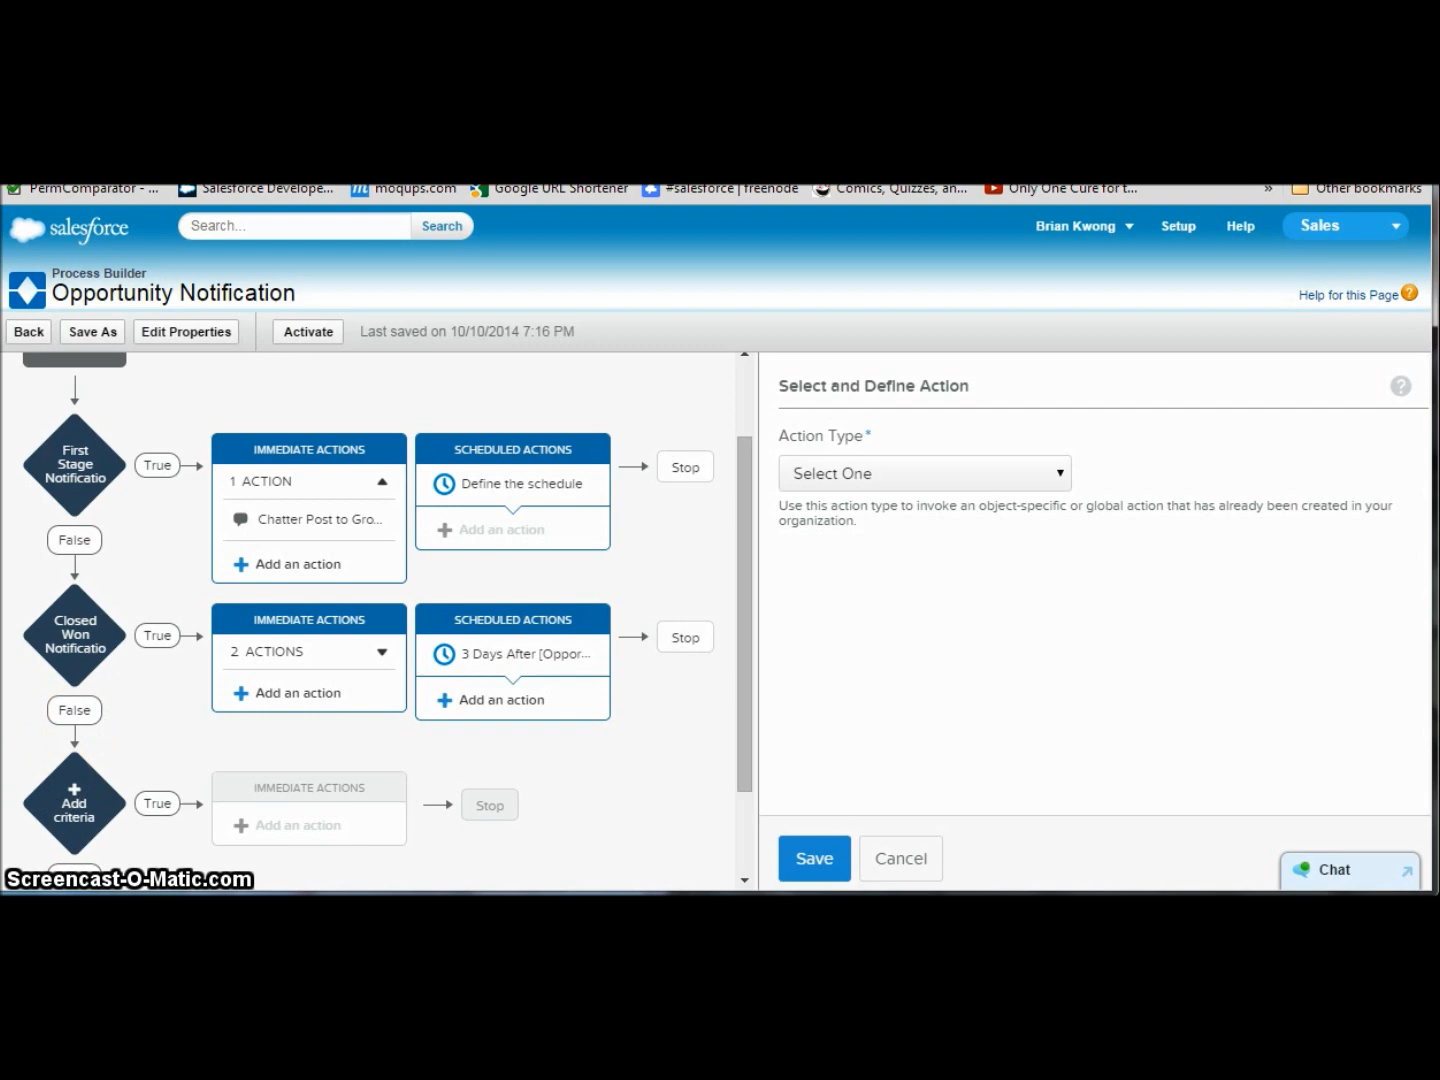 PermComparator - ...
Salesforce Develope...
moqups.com
Google URL Shortener
#salesforce | freenode
Comics, Quizzes, an...
Only One Cure for t...
»
Other bookmarks
salesforce
Search...
Search
Brian Kwong
Setup
Help
Sales
Process Builder
Opportunity Notification
Help for this Page
?
Back
Save As
Edit Properties
Activate
Last saved on 10/10/2014 7:16 PM
First
Stage
Notificatio
True
IMMEDIATE ACTIONS
1 ACTION
Chatter Post to Gro...
Add an action
SCHEDULED ACTIONS
Define the schedule
Add an action
Stop
False
Closed
Won
Notificatio
True
IMMEDIATE ACTIONS
2 ACTIONS
Add an action
SCHEDULED ACTIONS
3 Days After [Oppor...
Add an action
Stop
False
Add
criteria
True
IMMEDIATE ACTIONS
Add an action
Stop
Select and Define Action
?
Action Type*
Select One
Use this action type to invoke an object-specific or global action that has already been created in your
organization.
Save
Cancel
Chat
Screencast-O-Matic.com